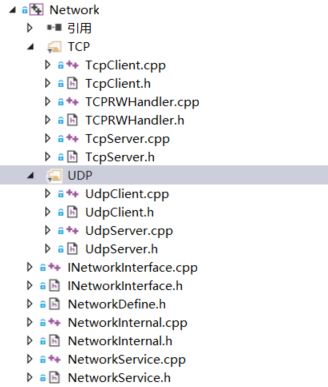 Network
引用
TCP
TcpClient.cpp
TcpClient.h
TCPRWHandler.cpp
TCPRWHandler.h
TcpServer.cpp
TcpServer.h
UDP
UdpClient.cpp
UdpClient.h
UdpServer.cpp
UdpServer.h
INetworkInterface.cpp
INetworkInterface.h
NetworkDefine.h
NetworkInternal.cpp
NetworkInternal.h
NetworkService.cpp
NetworkService.h